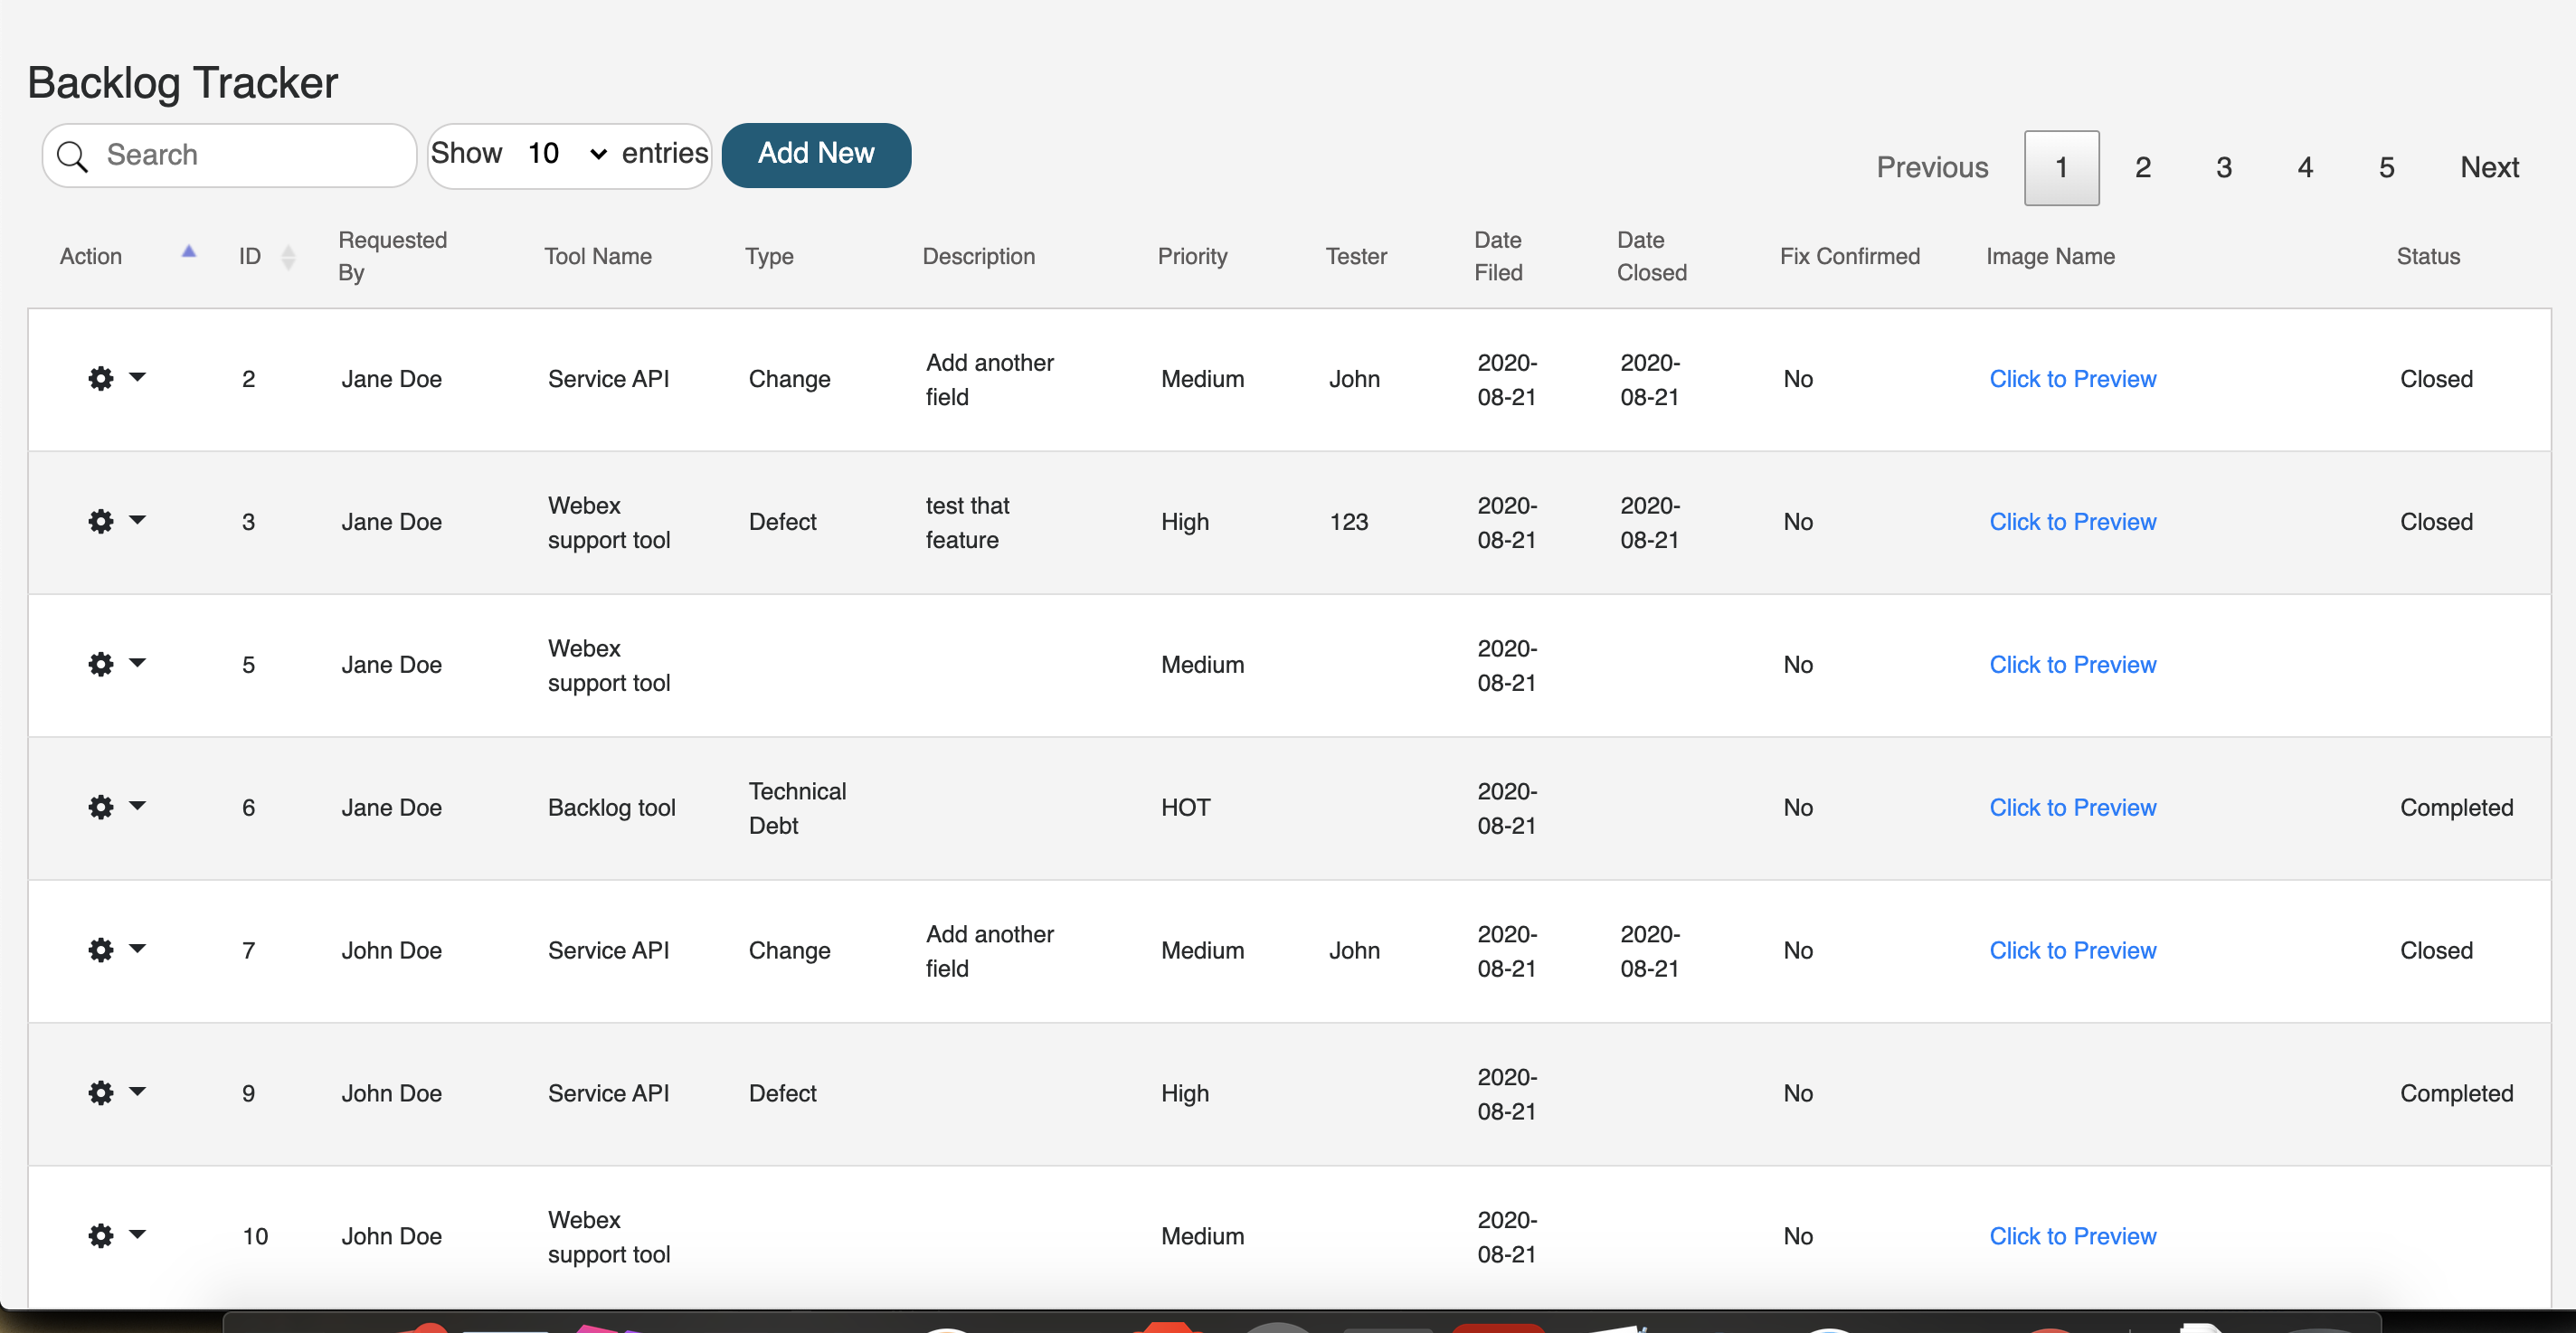 Backlog Tracker
Search
Show 10 entries
Add New
Previous 1 2 3 4 5 Next
Action ID Requested By Tool Name Type Description Priority Tester Date Filed Date Closed Fix Confirmed Image Name Status
2 Jane Doe Service API Change Add another field Medium John 2020-08-21 2020-08-21 No Click to Preview Closed
3 Jane Doe Webex support tool Defect test that feature High 123 2020-08-21 2020-08-21 No Click to Preview Closed
5 Jane Doe Webex support tool Medium 2020-08-21 No Click to Preview
6 Jane Doe Backlog tool Technical Debt HOT 2020-08-21 No Click to Preview Completed
7 John Doe Service API Change Add another field Medium John 2020-08-21 2020-08-21 No Click to Preview Closed
9 John Doe Service API Defect High 2020-08-21 No Completed
10 John Doe Webex support tool Medium 2020-08-21 No Click to Preview